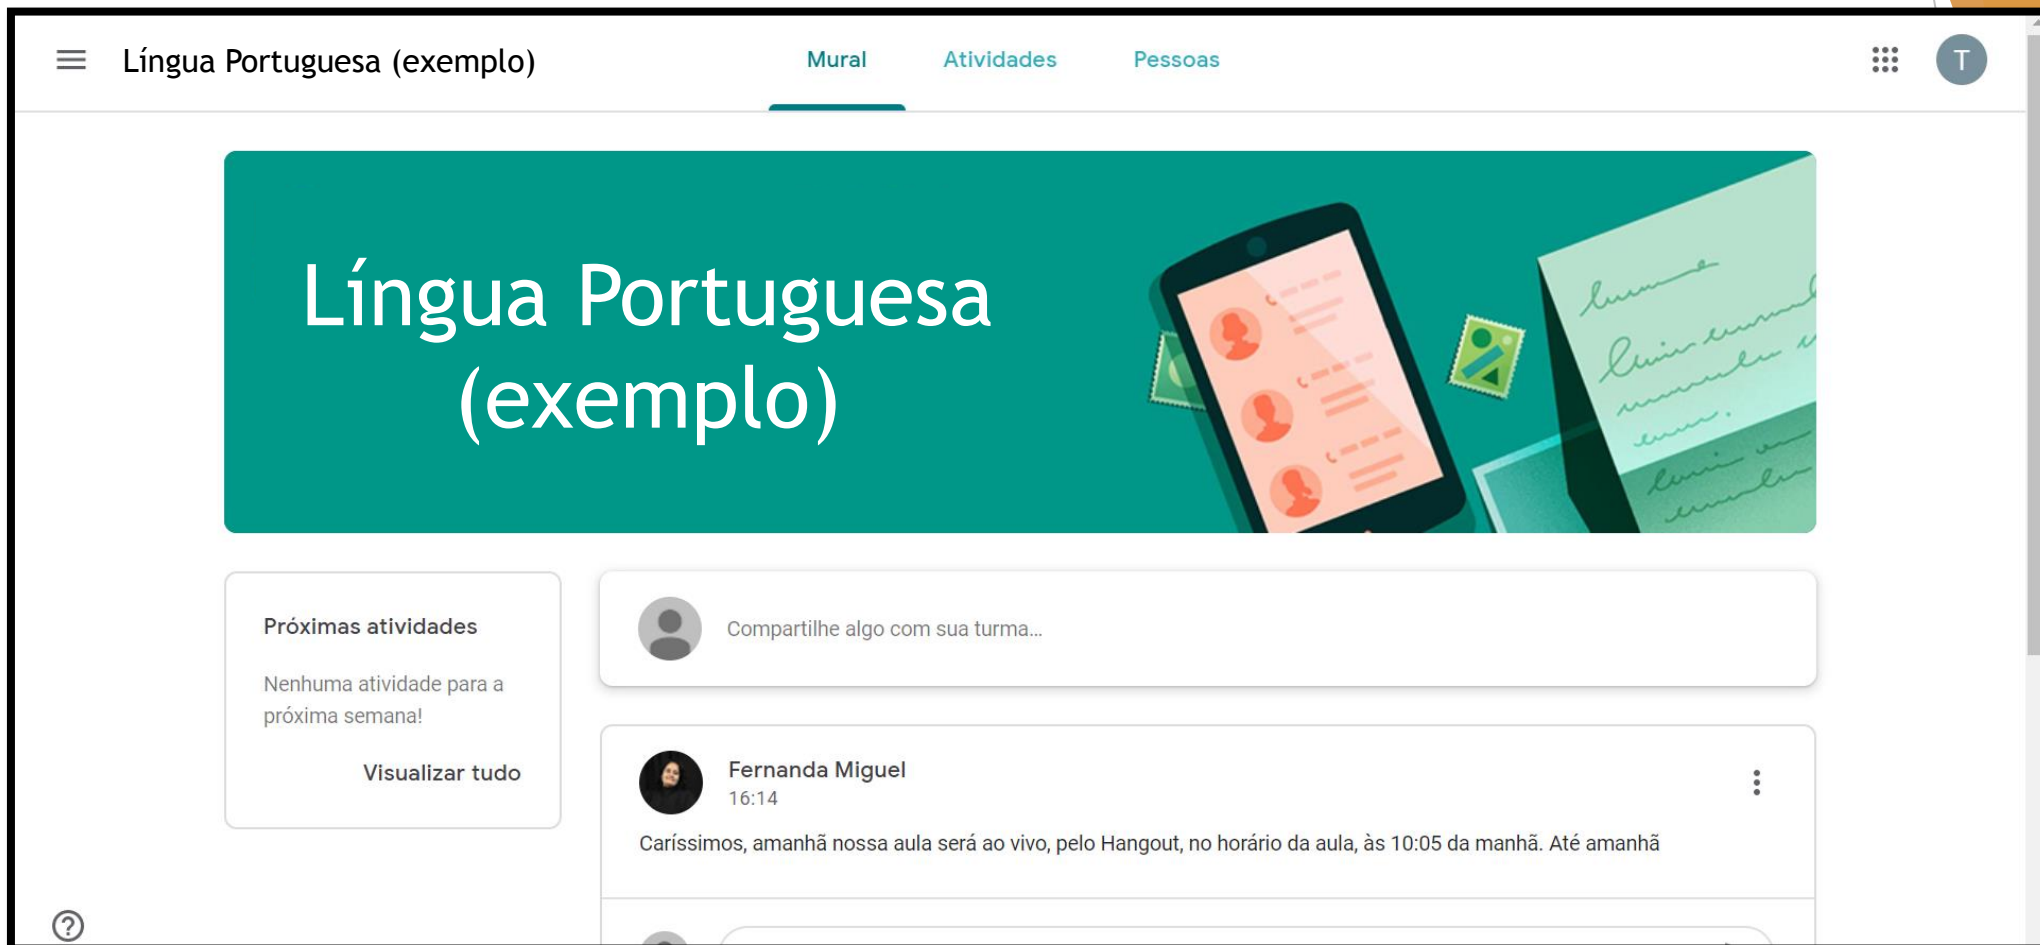 Língua Portuguesa (exemplo)
Mural
Atividades
Pessoas
T
Língua Portuguesa
(exemplo)
Próximas atividades
Nenhuma atividade para a
próxima semana!
Visualizar tudo
Compartilhe algo com sua turma...
Fernanda Miguel
16:14
Caríssimos, amanhã nossa aula será ao vivo, pelo Hangout, no horário da aula, às 10:05 da manhã. Até amanhã